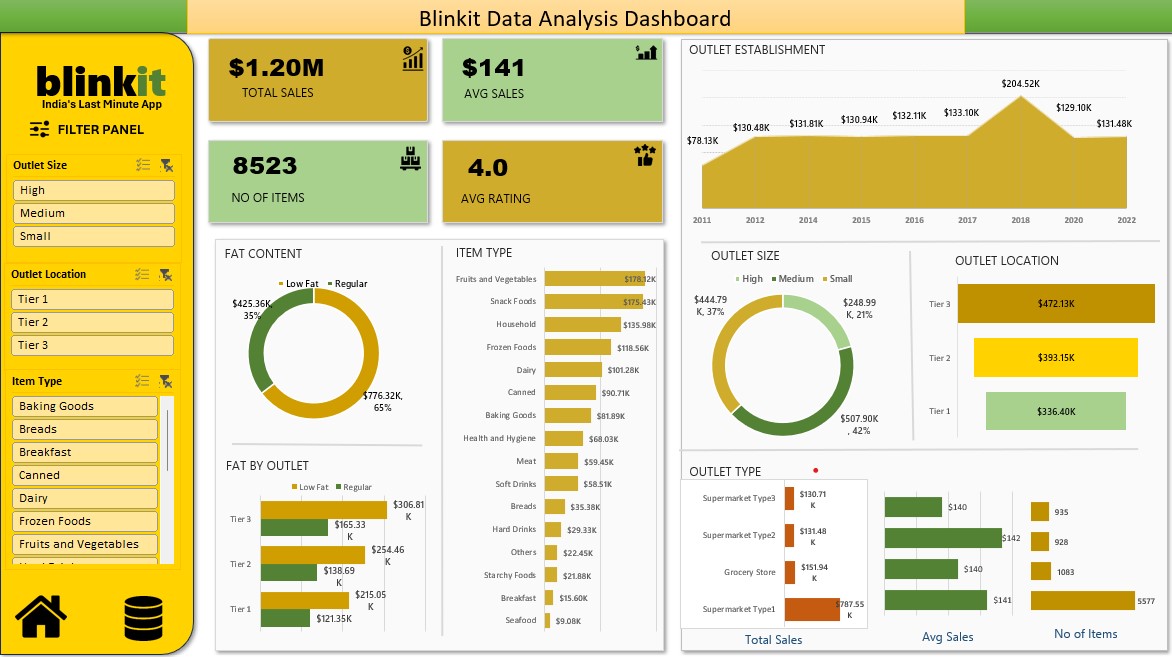 Blinkit Data Analysis Dashboard
blinkit
India's Last Minute App
FILTER PANEL
Outlet Size
High
Medium
Small
Outlet Location
Tier 1
Tier 2
Tier 3
Item Type
Baking Goods
Breads
Breakfast
Canned
Dairy
Frozen Foods
Fruits and Vegetables
$1.20M
TOTAL SALES
$141
AVG SALES
8523
NO OF ITEMS
4.0
AVG RATING
FAT CONTENT
Low Fat Regular
$425.36K,
35%
$776.32K,
65%
FAT BY OUTLET
Low Fat Regular
Tier 3
$306.81
K
$165.33
K
Tier 2
$254.46
K
$138.69
K
Tier 1
$215.05
K
$121.35K
ITEM TYPE
Fruits and Vegetables $178.12K
Snack Foods $175.43K
Household $135.98K
Frozen Foods $118.56K
Dairy $101.28K
Canned $90.71K
Baking Goods $81.89K
Health and Hygiene $68.03K
Meat $59.45K
Soft Drinks $58.51K
Breads $35.38K
Hard Drinks $29.33K
Others $22.45K
Starchy Foods $21.88K
Breakfast $15.60K
Seafood $9.08K
OUTLET ESTABLISHMENT
$78.13K $130.48K $131.81K $130.94K $132.11K $133.10K $204.52K $129.10K $131.48K
2011 2012 2014 2015 2016 2017 2018 2020 2022
OUTLET SIZE
High Medium Small
$444.79
K, 37%
$248.99
K, 21%
$507.90K
, 42%
OUTLET LOCATION
Tier 3 $472.13K
Tier 2 $393.15K
Tier 1 $336.40K
OUTLET TYPE
Supermarket Type3 $130.71
K
Supermarket Type2 $131.48
K
Grocery Store $151.94
K
Supermarket Type1 $787.55
K
Total Sales
$140
$142
$140
$141
Avg Sales
935
928
1083
5577
No of Items